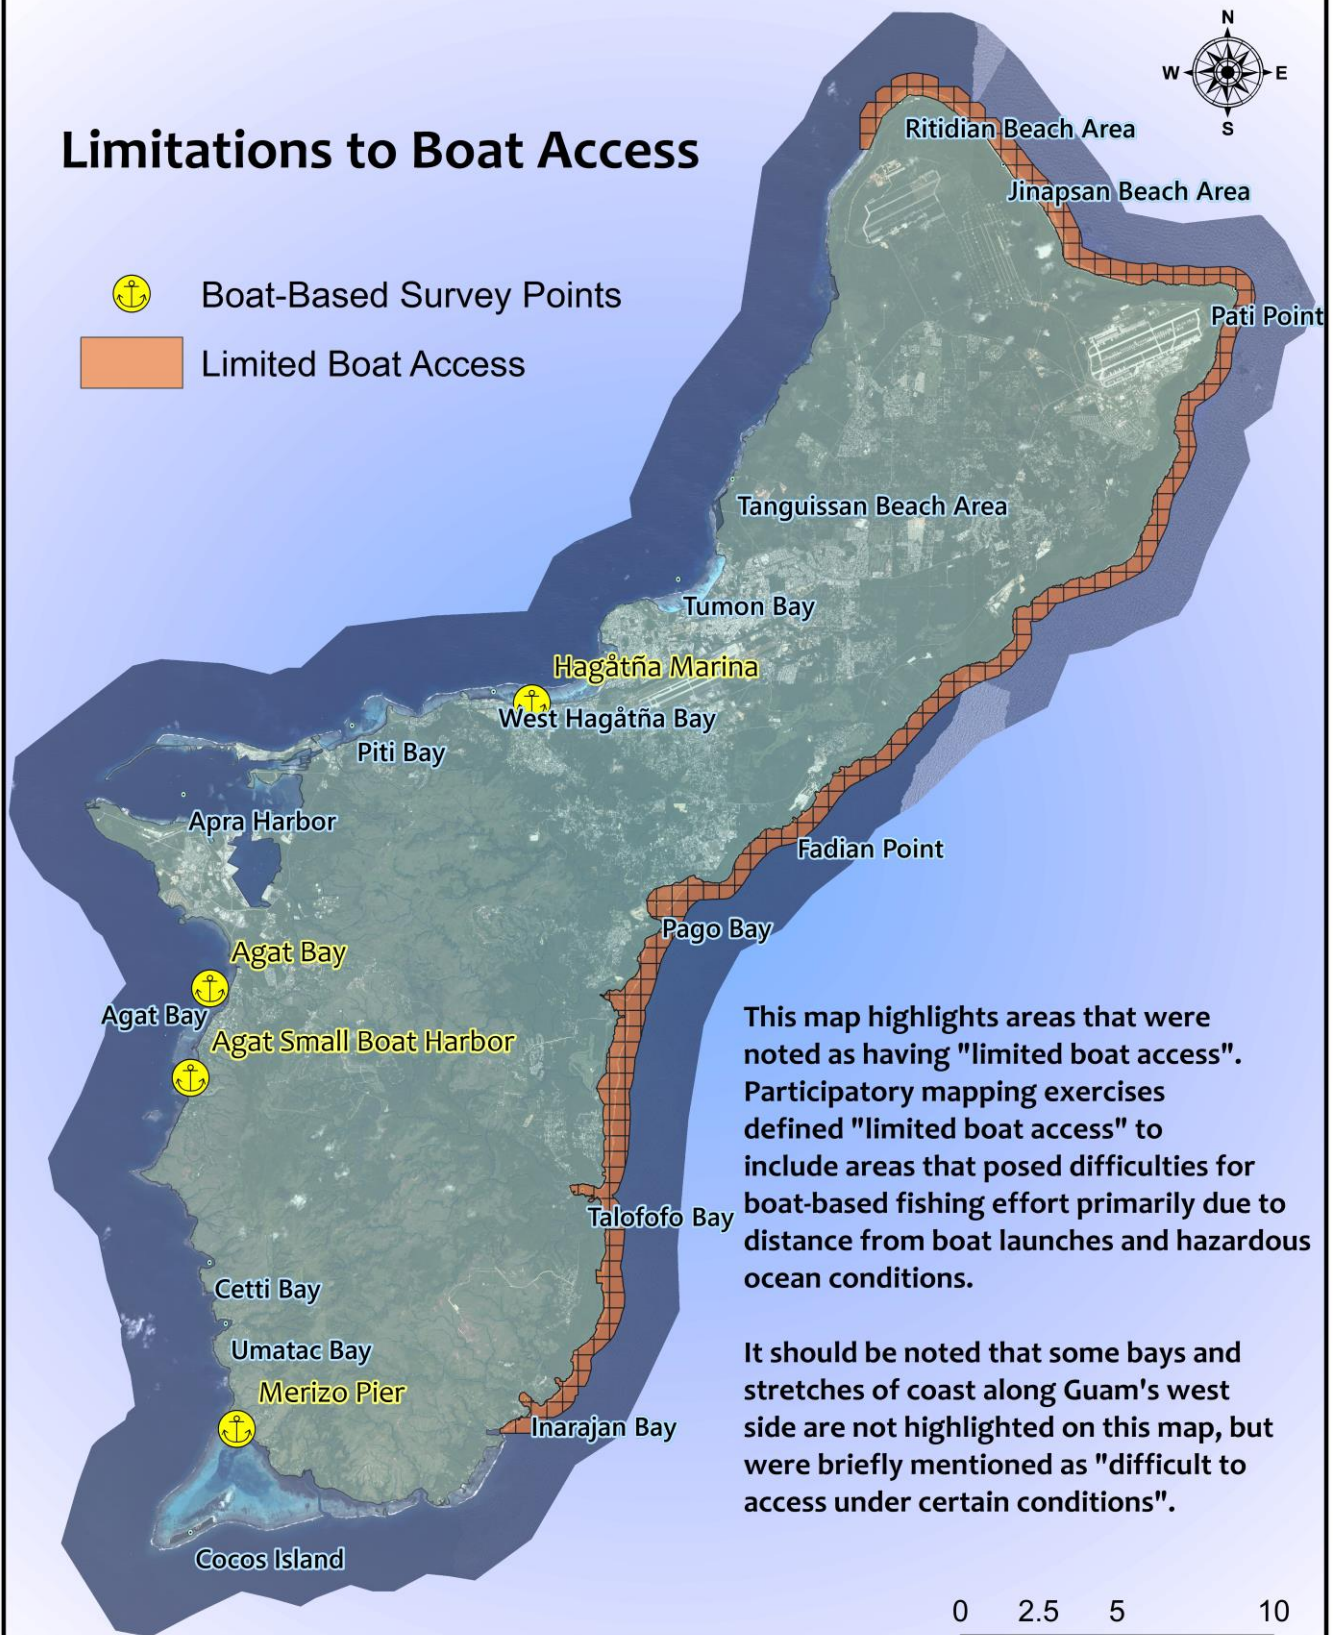 N
W
E
S
Limitations to Boat Access
Boat-Based Survey Points
Limited Boat Access
Ritidian Beach Area
Jinapsan Beach Area
Pati Point
Tanguissan Beach Area
Tumon Bay
Hagåtña Marina
West Hagåtña Bay
Piti Bay
Apra Harbor
Fadian Point
Pago Bay
Agat Bay
Agat Bay
Agat Small Boat Harbor
Talofofo Bay
Cetti Bay
Umatac Bay
Merizo Pier
Inarajan Bay
Cocos Island
This map highlights areas that were
noted as having "limited boat access".
Participatory mapping exercises
defined "limited boat access" to
include areas that posed difficulties for
boat-based fishing effort primarily due to
distance from boat launches and hazardous
ocean conditions.
It should be noted that some bays and
stretches of coast along Guam's west
side are not highlighted on this map, but
were briefly mentioned as "difficult to
access under certain conditions".
0 2.5 5 10